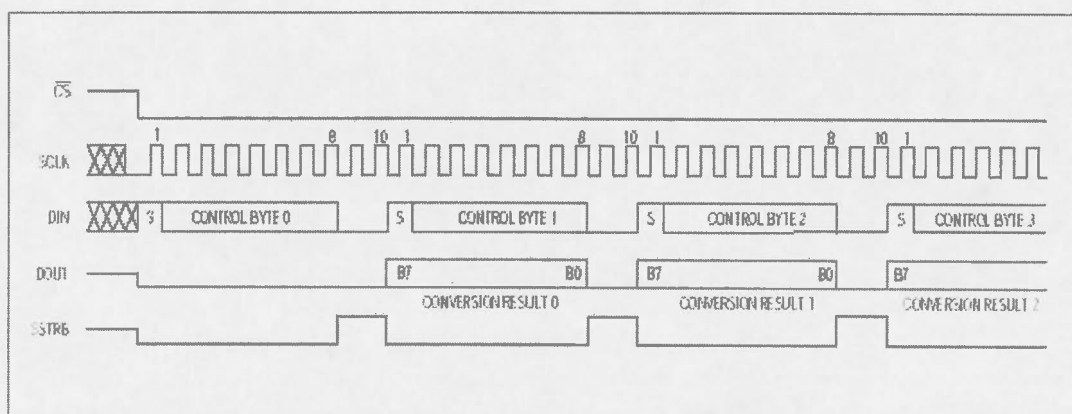 CS
1 8 10 1 8 10 1 8 10 1
SCLK
DIN S CONTROL BYTE 0 S CONTROL BYTE 1 S CONTROL BYTE 2 S CONTROL BYTE 3
DOUT B7 B0 B7 B0 B7
CONVERSION RESULT 0 CONVERSION RESULT 1 CONVERSION RESULT 2
SSTRB